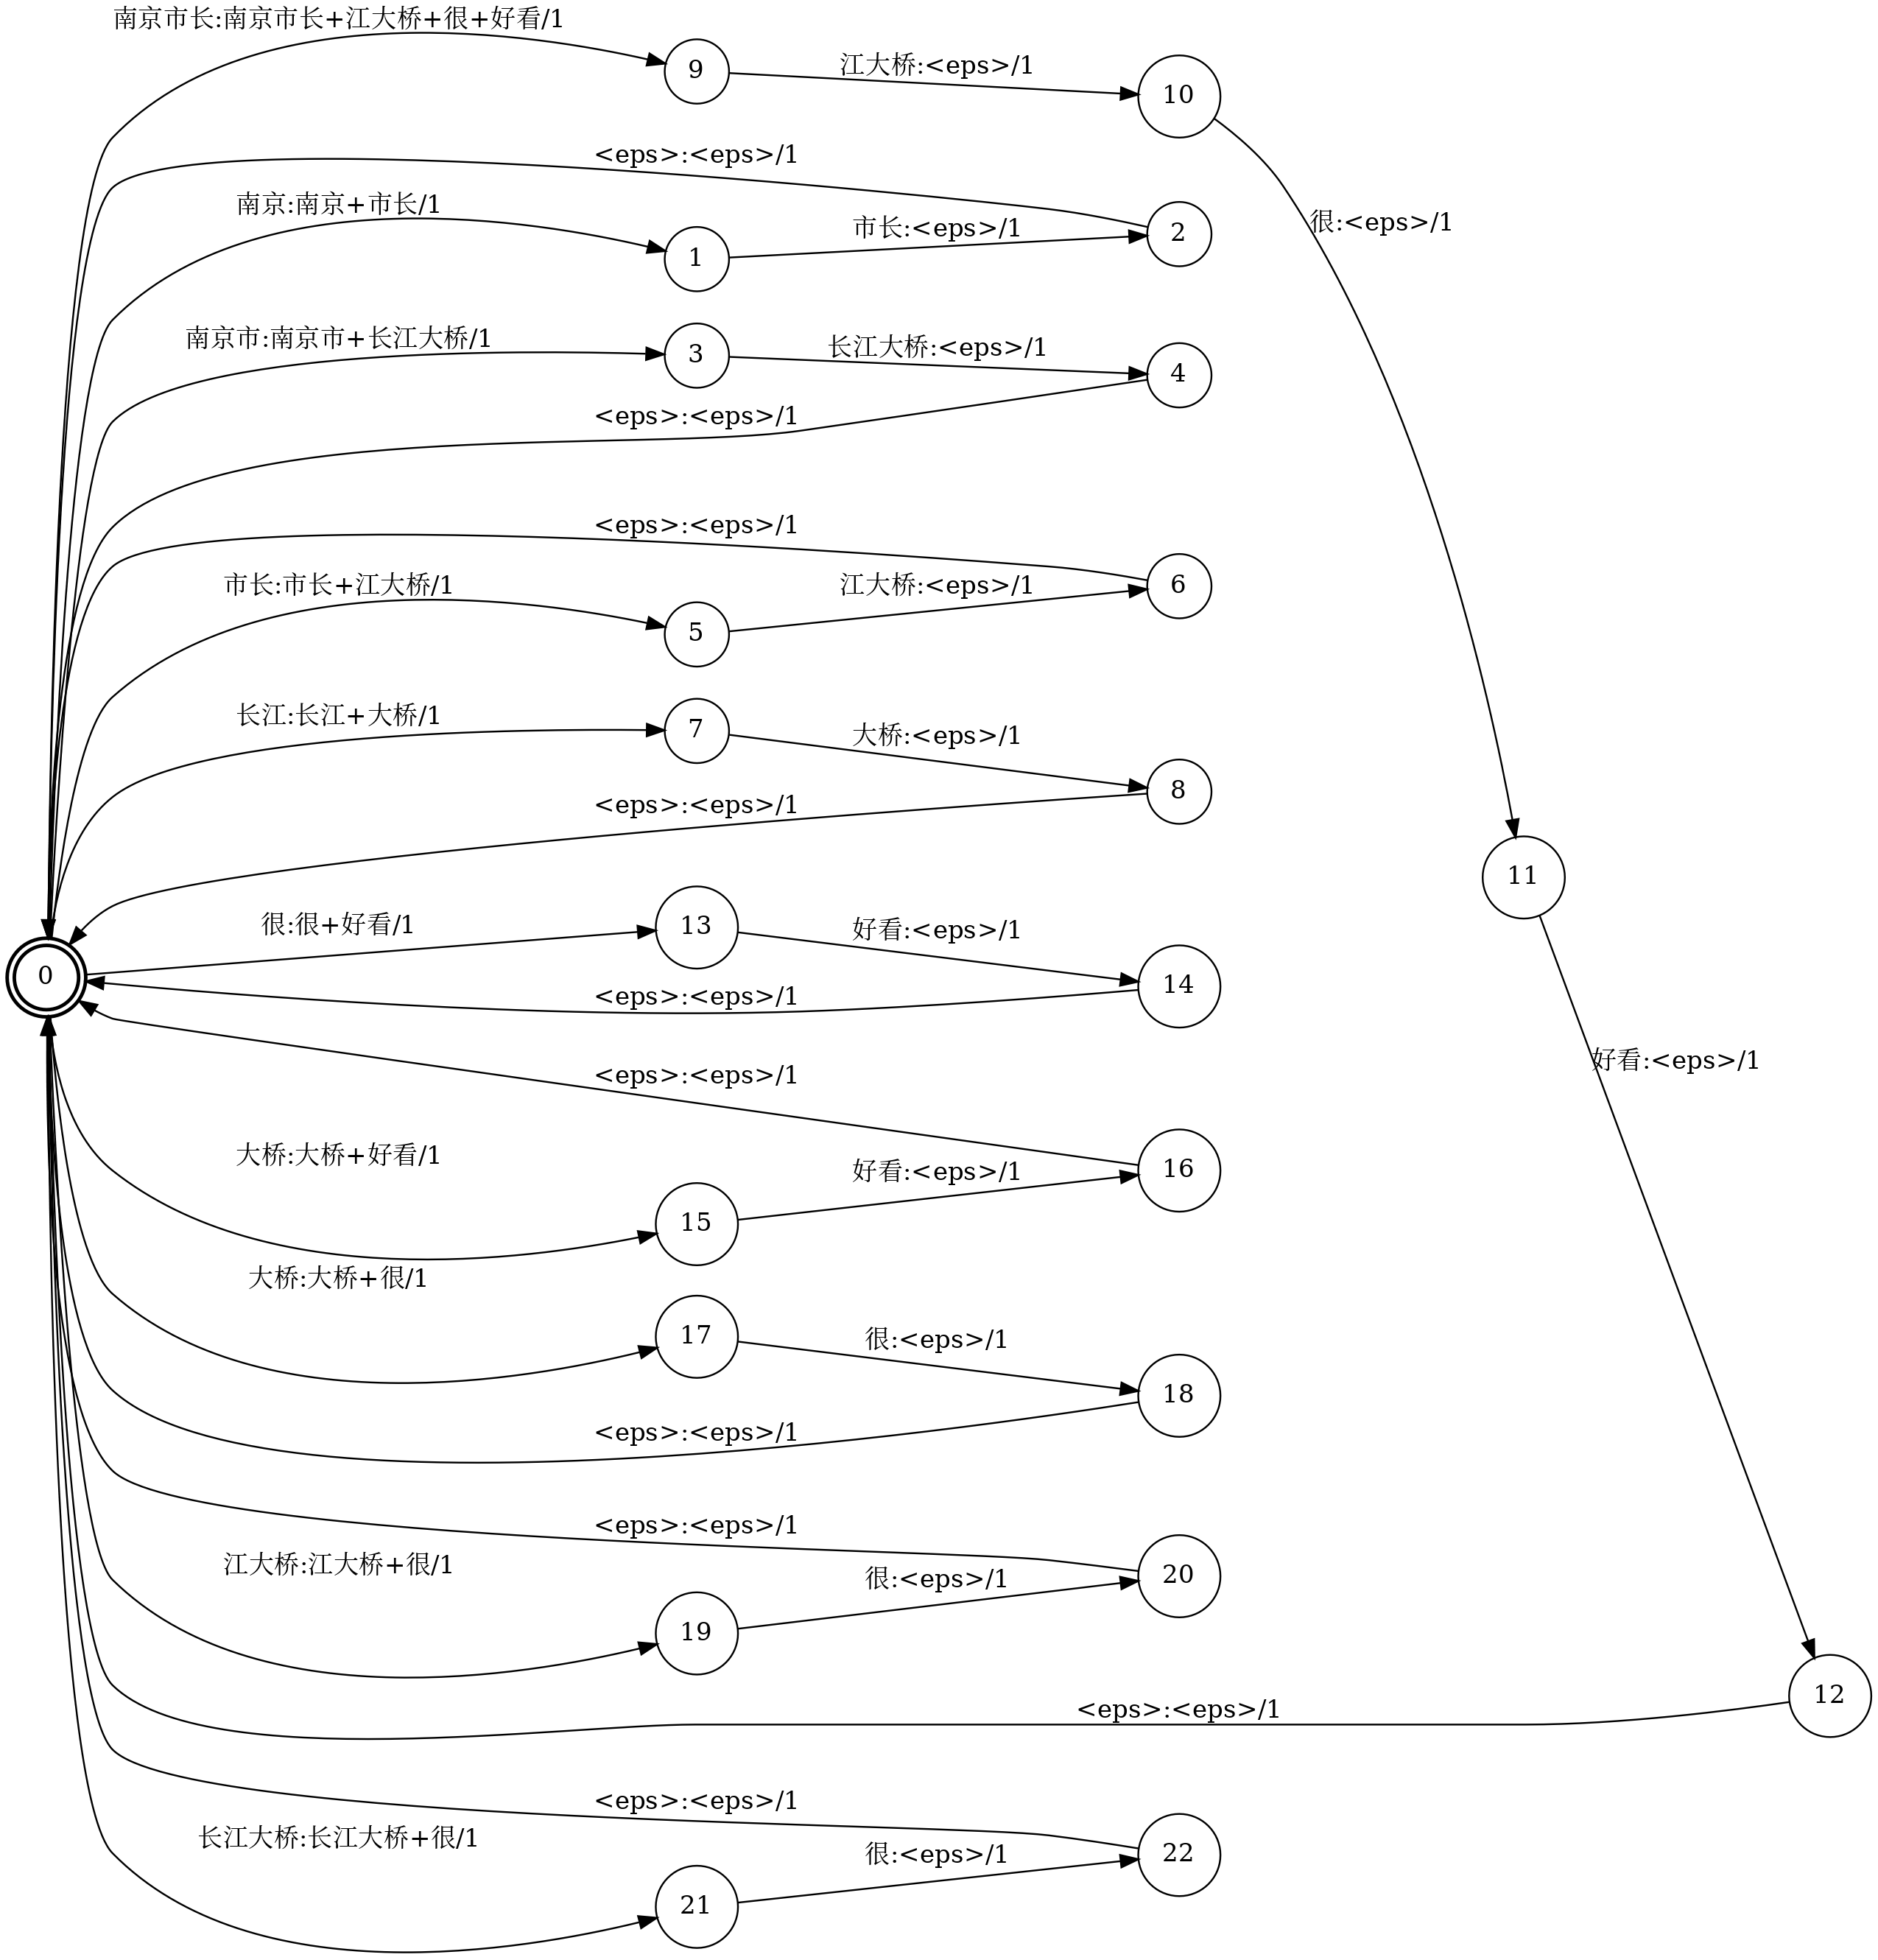 南京市长:南京市长+江大桥+很+好看/1
9
江大桥:<eps>/1
10
<eps>:<eps>/1
南京:南京+市长/1
1
市长:<eps>/1
2
很:<eps>/1
南京市:南京市+长江大桥/1
3
长江大桥:<eps>/1
4
<eps>:<eps>/1
<eps>:<eps>/1
市长:市长+江大桥/1
5
江大桥:<eps>/1
6
长江:长江+大桥/1
7
大桥:<eps>/1
8
<eps>:<eps>/1
11
很:很+好看/1
13
好看:<eps>/1
0
14
<eps>:<eps>/1
好看:<eps>/1
<eps>:<eps>/1
大桥:大桥+好看/1
15
好看:<eps>/1
16
大桥:大桥+很/1
17
很:<eps>/1
18
<eps>:<eps>/1
<eps>:<eps>/1
江大桥:江大桥+很/1
19
很:<eps>/1
20
<eps>:<eps>/1
12
<eps>:<eps>/1
长江大桥:长江大桥+很/1
21
很:<eps>/1
22